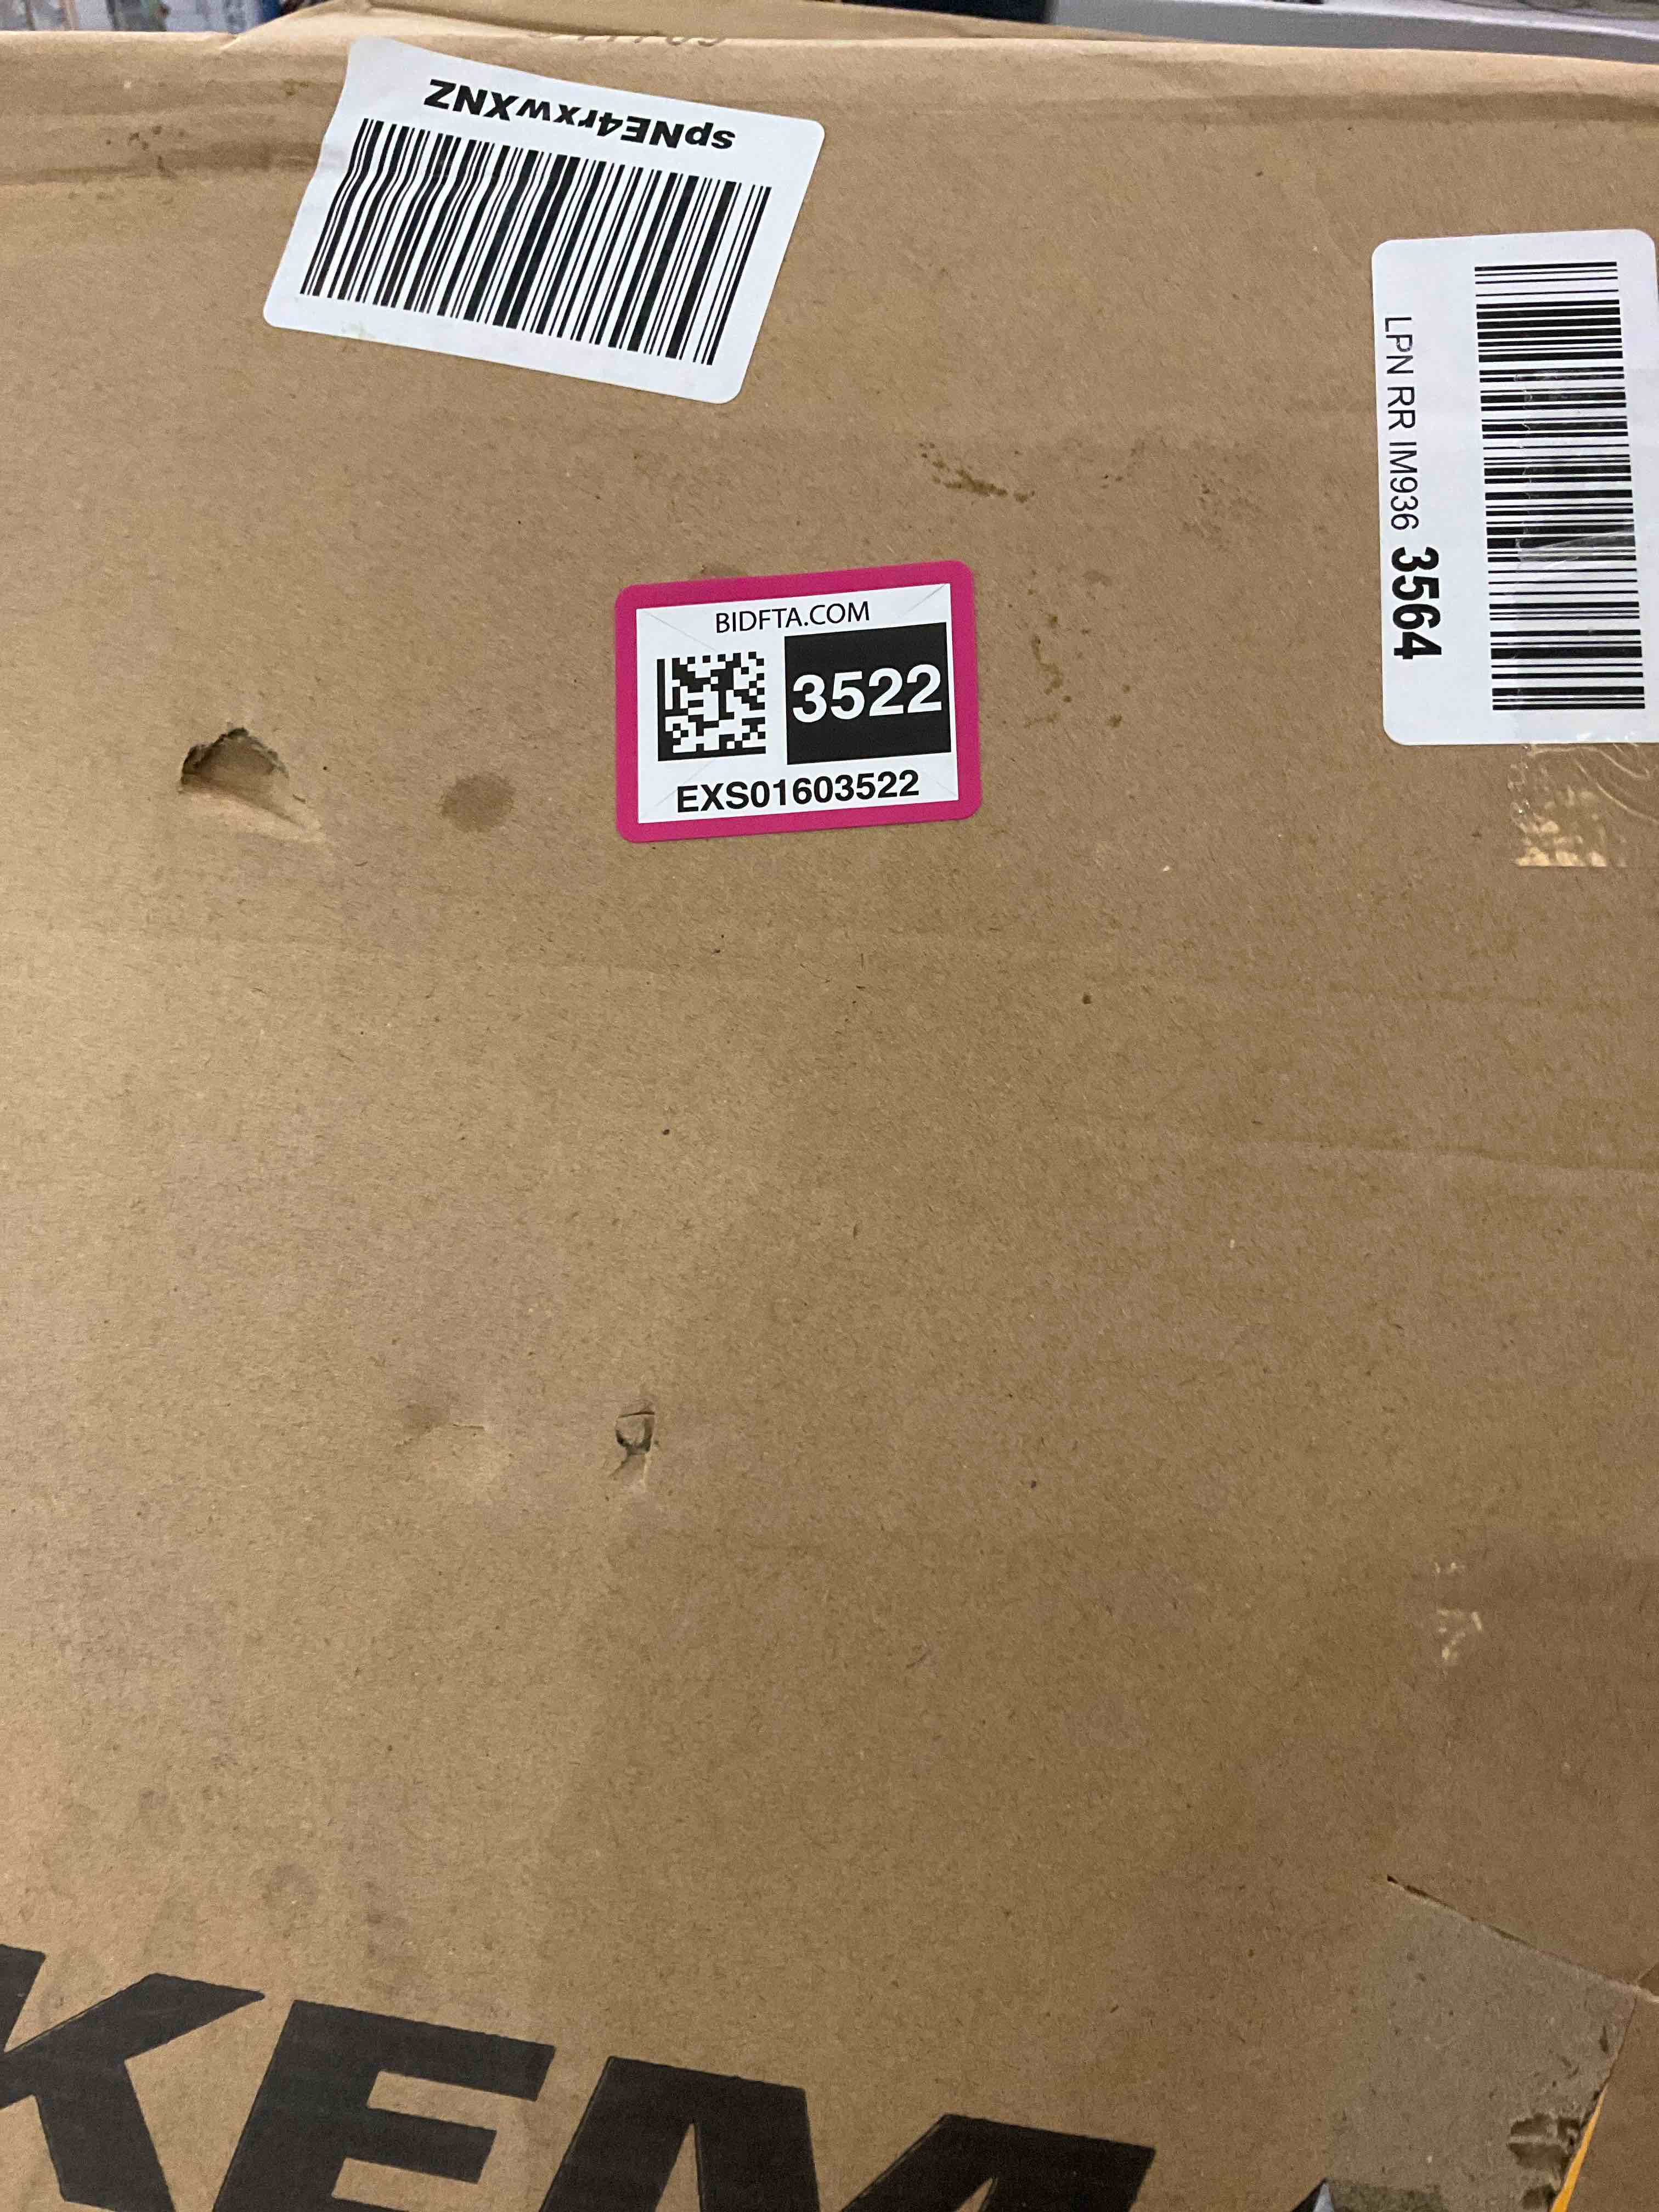 spNE4rxwXNZ
LPN RR IM936 3564
BIDFTA.COM
3522
EXS01603522